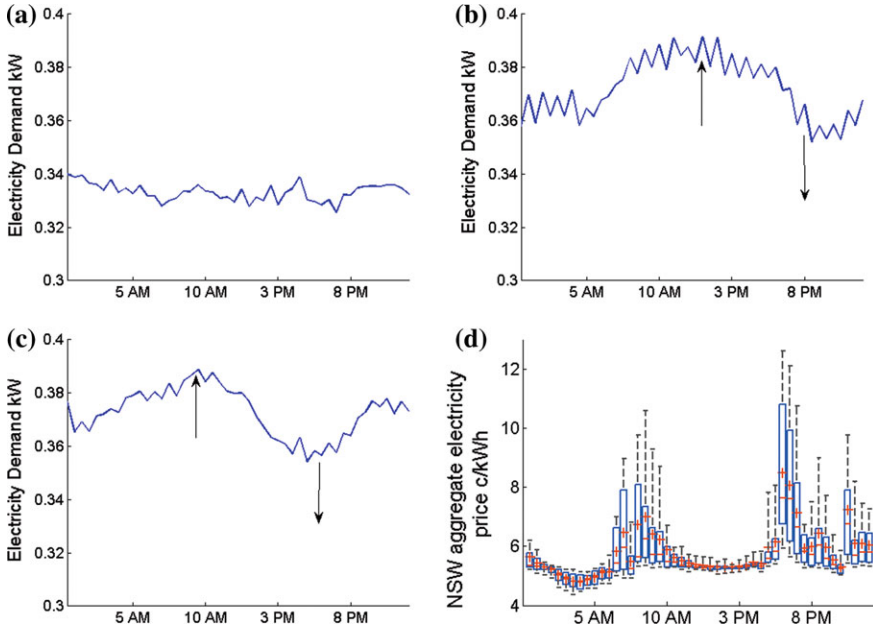 (a)
0.4
0.38
0.36
0.34
0.32
0.3
Electricity Demand kW
5 AM 10 AM 3 PM 8 PM
(b)
0.4
0.38
0.36
0.34
0.32
0.3
Electricity Demand kW
5 AM 10 AM 3 PM 8 PM
(c)
0.4
0.38
0.36
0.34
0.32
0.3
Electricity Demand kW
5 AM 10 AM 3 PM 8 PM
(d)
12
10
8
6
4
NSW aggregate electricity
price c/kWh
5 AM 10 AM 3 PM 8 PM